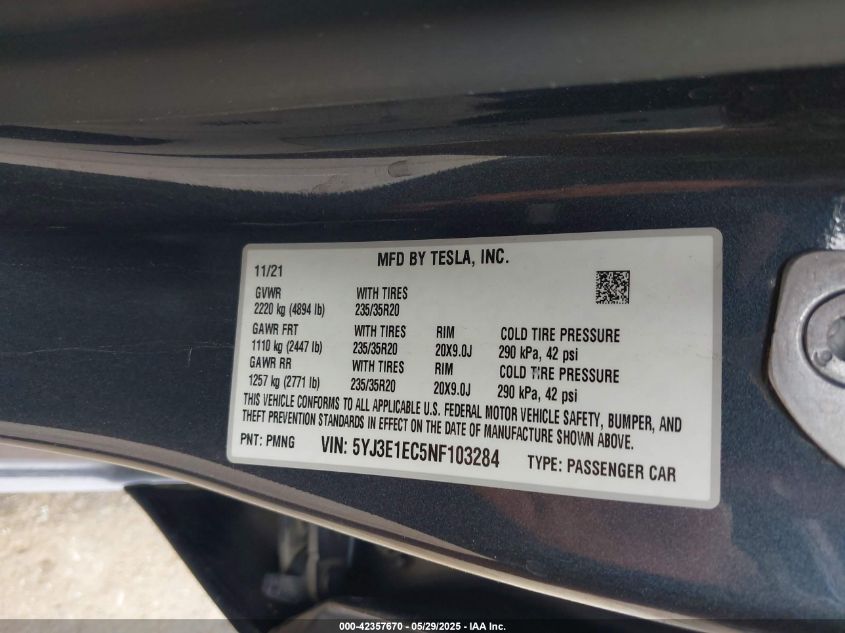 MFD BY TESLA, INC.
11/21
GVWR WITH TIRES
2220 kg (4894 lb) 235/35R20
GAWR FRT WITH TIRES RIM COLD TIRE PRESSURE
1110 kg (2447 lb) 235/35R20 20X9.0J 290 kPa, 42 psi
GAWR RR WITH TIRES RIM COLD TIRE PRESSURE
1257 kg (2771 lb) 235/35R20 20X9.0J 290 kPa, 42 psi
THIS VEHICLE CONFORMS TO ALL APPLICABLE U.S. FEDERAL MOTOR VEHICLE SAFETY, BUMPER, AND
THEFT PREVENTION STANDARDS IN EFFECT ON THE DATE OF MANUFACTURE SHOWN ABOVE.
PNT: PMNG VIN: 5YJ3E1EC5NF103284 TYPE: PASSENGER CAR
000-42357670 - 05/29/2025 - IAA Inc.